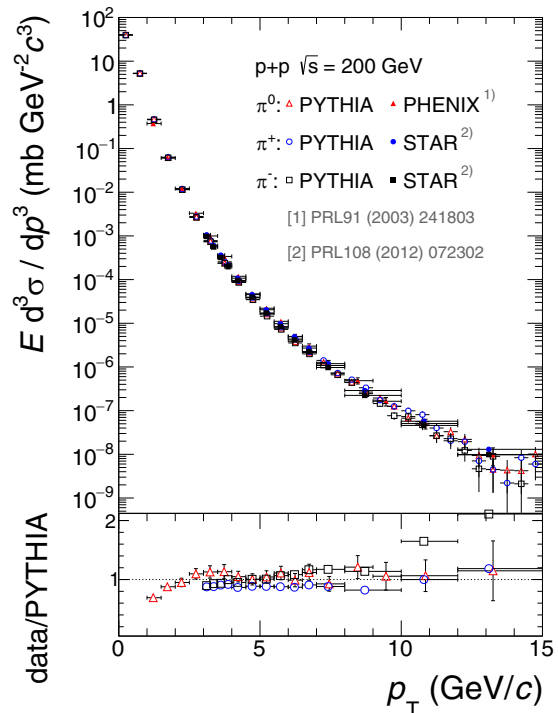 10²
10
1
10⁻¹
10⁻²
10⁻³
10⁻⁴
10⁻⁵
10⁻⁶
10⁻⁷
10⁻⁸
10⁻⁹
E d³σ / dp³ (mb GeV⁻²c³)
p+p √s = 200 GeV
π⁰: △ PYTHIA ▲ PHENIX ¹⁾
π⁺: ○ PYTHIA ● STAR ²⁾
π⁻: □ PYTHIA ■ STAR ²⁾
[1] PRL91 (2003) 241803
[2] PRL108 (2012) 072302
2
1
data/PYTHIA
0 5 10 15
p_T (GeV/c)